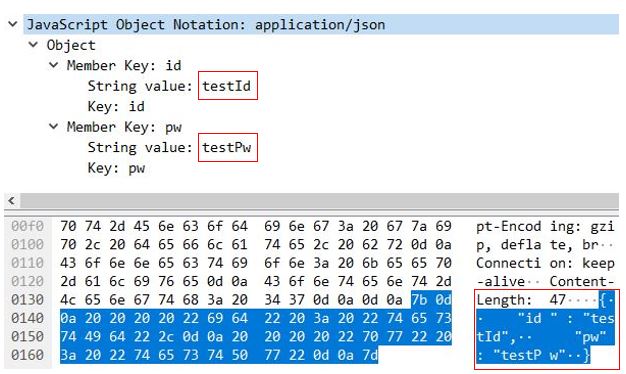 JavaScript Object Notation: application/json
Object
Member Key: id
String value: testId
Key: id
Member Key: pw
String value: testPw
Key: pw
00f0 70 74 2d 45 6e 63 6f 64 69 6e 67 3a 20 67 7a 69 pt-Encod ing: gzi
0100 70 2c 20 64 65 66 6c 61 74 65 2c 20 62 72 0d 0a p, defla te, br··
0110 43 6f 6e 6e 65 63 74 69 6f 6e 3a 20 6b 65 65 70 Connecti on: keep
0120 2d 61 6c 69 76 65 0d 0a 43 6f 6e 74 65 6e 74 2d -alive·· Content-
0130 4c 65 6e 67 74 68 3a 20 34 37 0d 0a 0d 0a 7b 0d Length: 47····{·
0140 0a 20 20 20 20 22 69 64 22 20 3a 20 22 74 65 73 · "id " : "tes
0150 74 49 64 22 2c 0d 0a 20 20 20 20 22 70 77 22 20 tId",·· "pw"
0160 3a 20 22 74 65 73 74 50 77 22 0d 0a 7d : "testP w"··}